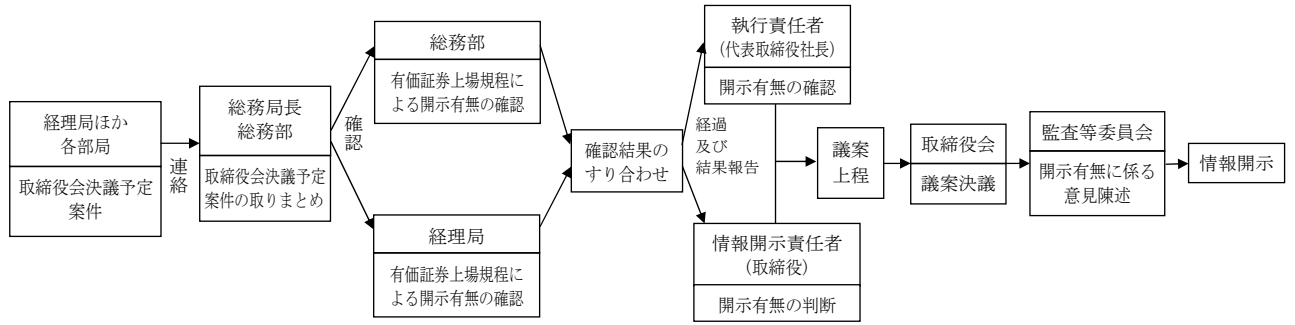 経理局ほか
各部局
取締役会決議予定
案件
連絡
総務局長
総務部
取締役会決議予定
案件の取りまとめ
確認
総務部
有価証券上場規程に
よる開示有無の確認
経理局
有価証券上場規程に
よる開示有無の確認
確認結果の
すり合わせ
経過
及び
結果報告
執行責任者
（代表取締役社長）
開示有無の確認
情報開示責任者
（取締役）
開示有無の判断
議案
上程
取締役会
議案決議
監査等委員会
開示有無に係る
意見陳述
情報開示